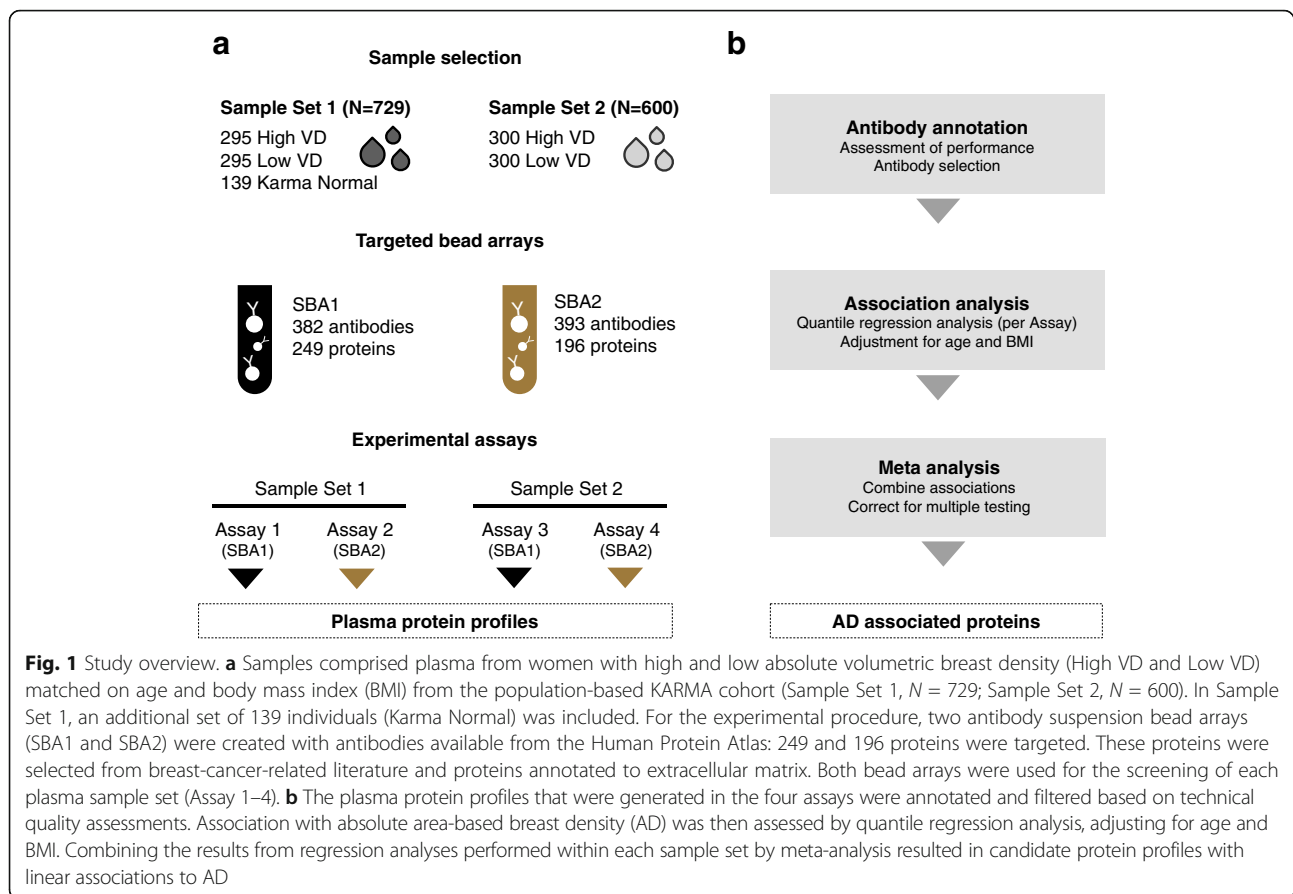 a
Sample selection
Sample Set 1 (N=729)
295 High VD
295 Low VD
139 Karma Normal
Sample Set 2 (N=600)
300 High VD
300 Low VD
Targeted bead arrays
SBA1
382 antibodies
249 proteins
SBA2
393 antibodies
196 proteins
Experimental assays
Sample Set 1
Sample Set 2
Assay 1
(SBA1)
Assay 2
(SBA2)
Assay 3
(SBA1)
Assay 4
(SBA2)
Plasma protein profiles
b
Antibody annotation
Assessment of performance
Antibody selection
Association analysis
Quantile regression analysis (per Assay)
Adjustment for age and BMI
Meta analysis
Combine associations
Correct for multiple testing
AD associated proteins
Fig. 1 Study overview. a Samples comprised plasma from women with high and low absolute volumetric breast density (High VD and Low VD)
matched on age and body mass index (BMI) from the population-based KARMA cohort (Sample Set 1, N = 729; Sample Set 2, N = 600). In Sample
Set 1, an additional set of 139 individuals (Karma Normal) was included. For the experimental procedure, two antibody suspension bead arrays
(SBA1 and SBA2) were created with antibodies available from the Human Protein Atlas: 249 and 196 proteins were targeted. These proteins were
selected from breast-cancer-related literature and proteins annotated to extracellular matrix. Both bead arrays were used for the screening of each
plasma sample set (Assay 1–4). b The plasma protein profiles that were generated in the four assays were annotated and filtered based on technical
quality assessments. Association with absolute area-based breast density (AD) was then assessed by quantile regression analysis, adjusting for age and
BMI. Combining the results from regression analyses performed within each sample set by meta-analysis resulted in candidate protein profiles with
linear associations to AD